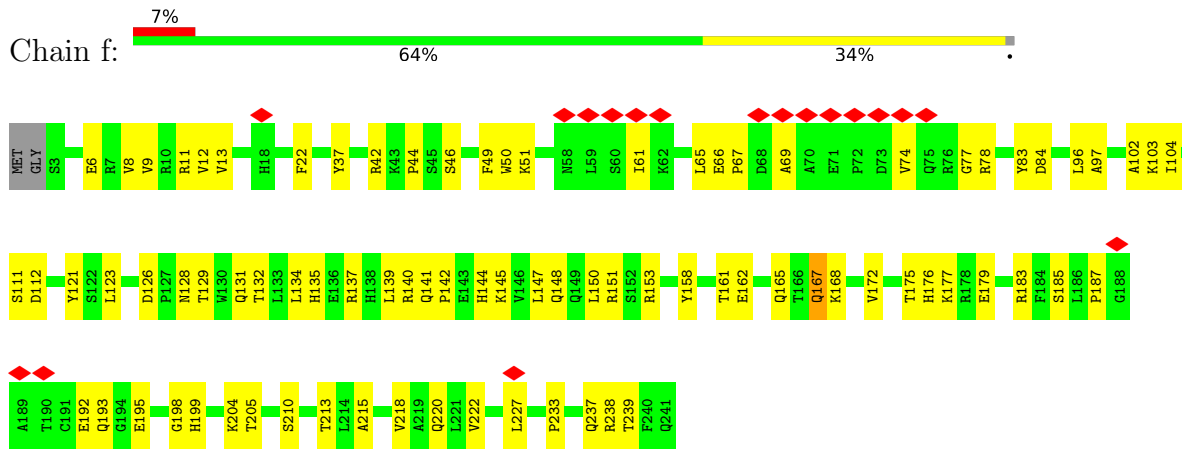 7%
Chain f:
64% 34% .
MET GLY S3 E6 R7 V8 V9 R10 R11 V12 V13 H18 F22 Y37 R42 K43 P44 S45 S46 F49 W50 K51 N58 L59 S60 I61 K62 L65 E66 P67 D68 A69 A70 E71 P72 D73 V74 Q75 R76 G77 R78 Y83 D84 L96 A97 A102 K103 I104
S111 D112 Y121 S122 L123 D126 P127 N128 T129 W130 Q131 T132 L133 L134 H135 E136 R137 H138 L139 R140 Q141 P142 E143 H144 K145 V146 L147 Q148 Q149 L150 R151 S152 R153 Y158 T161 E162 Q165 T166 Q167 K168 V172 T175 H176 K177 R178 E179 R183 F184 S185 L186 P187 G188
A189 T190 C191 E192 Q193 G194 E195 G198 H199 K204 T205 S210 T213 L214 A215 V218 A219 Q220 L221 V222 L227 P233 Q237 R238 T239 F240 Q241